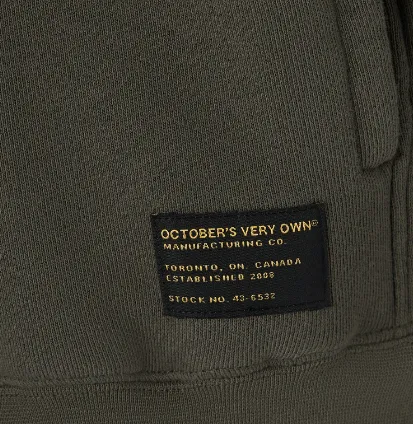 OCTOBER'S VERY OWN®
MANUFACTURING CO.
TORONTO, ON. CANADA
ESTABLISHED 2008
STOCK NO. 43-6532